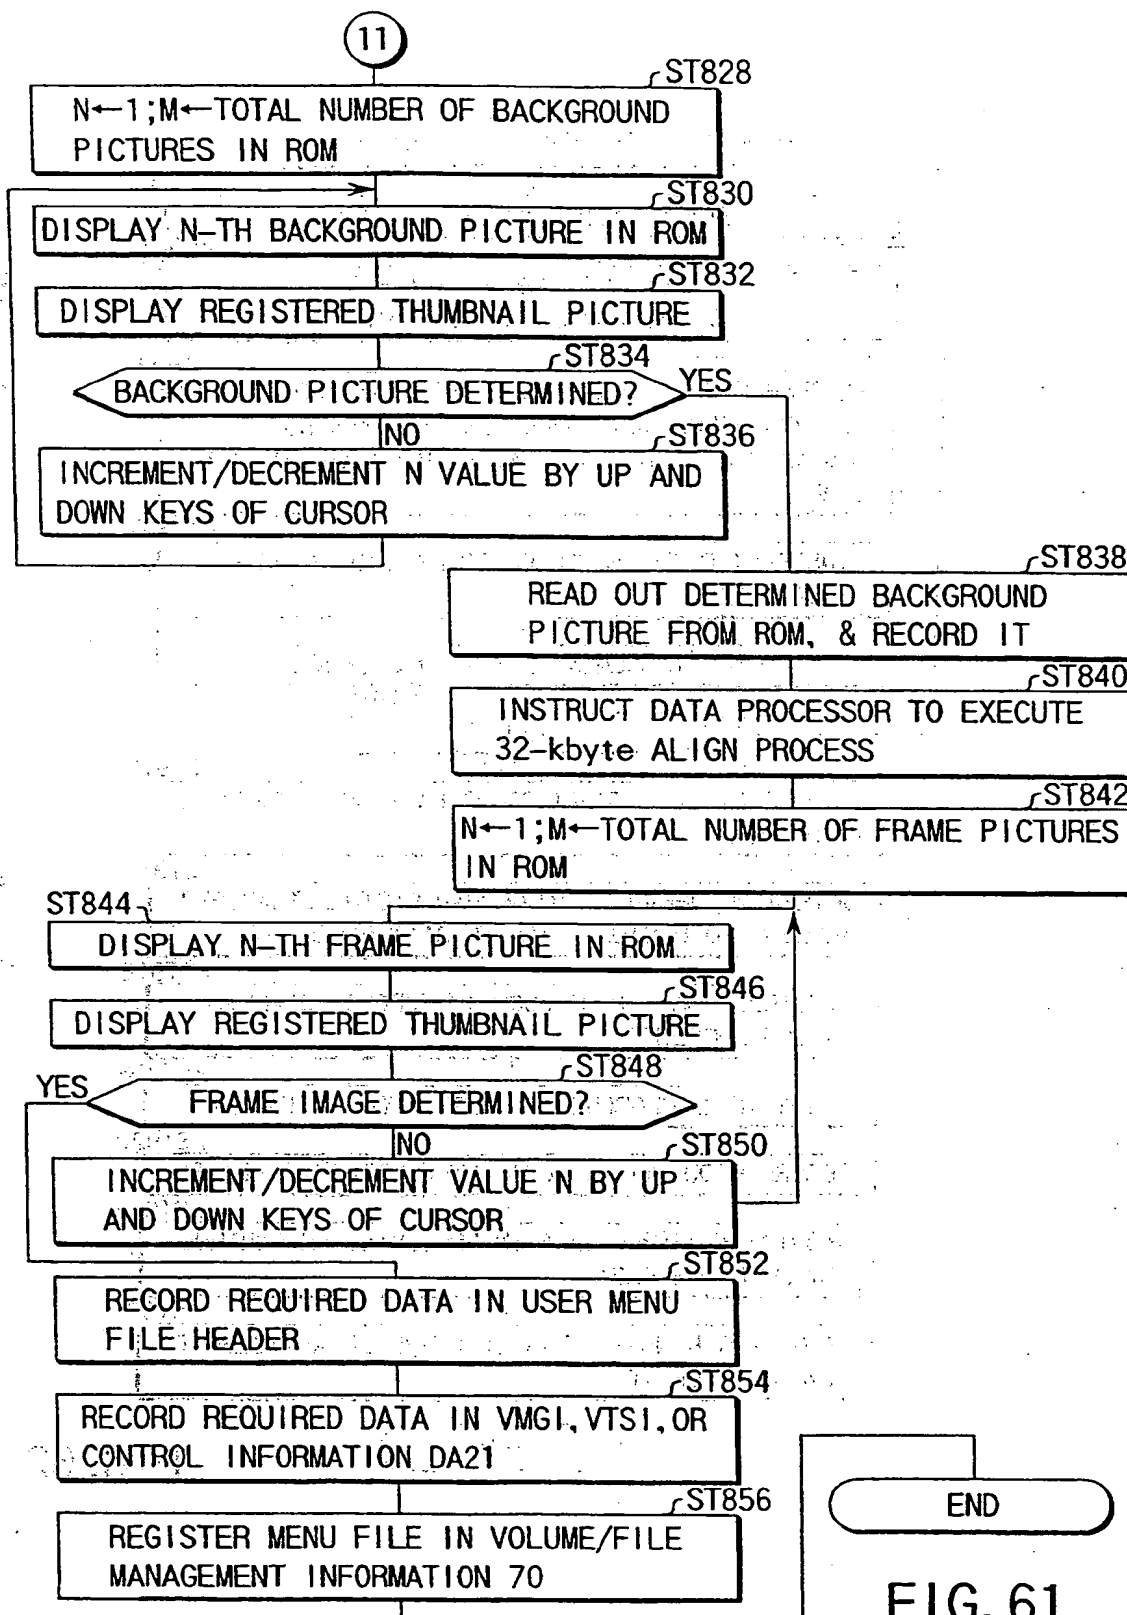 11
ST828
N←1;M←TOTAL NUMBER OF BACKGROUND
PICTURES IN ROM
ST830
DISPLAY N-TH BACKGROUND PICTURE IN ROM
ST832
DISPLAY REGISTERED THUMBNAIL PICTURE
ST834
BACKGROUND PICTURE DETERMINED?
YES
NO
ST836
INCREMENT/DECREMENT N VALUE BY UP AND
DOWN KEYS OF CURSOR
ST838
READ OUT DETERMINED BACKGROUND
PICTURE FROM ROM, & RECORD IT
ST840
INSTRUCT DATA PROCESSOR TO EXECUTE
32-kbyte ALIGN PROCESS
ST842
N←1;M←TOTAL NUMBER OF FRAME PICTURES
IN ROM
ST844
DISPLAY N-TH FRAME PICTURE IN ROM
ST846
DISPLAY REGISTERED THUMBNAIL PICTURE
ST848
YES
FRAME IMAGE DETERMINED?
NO
ST850
INCREMENT/DECREMENT VALUE N BY UP
AND DOWN KEYS OF CURSOR
ST852
RECORD REQUIRED DATA IN USER MENU
FILE HEADER
ST854
RECORD REQUIRED DATA IN VMGI,VTSI,OR
CONTROL INFORMATION DA21
ST856
REGISTER MENU FILE IN VOLUME/FILE
MANAGEMENT INFORMATION 70
END
FIG. 61